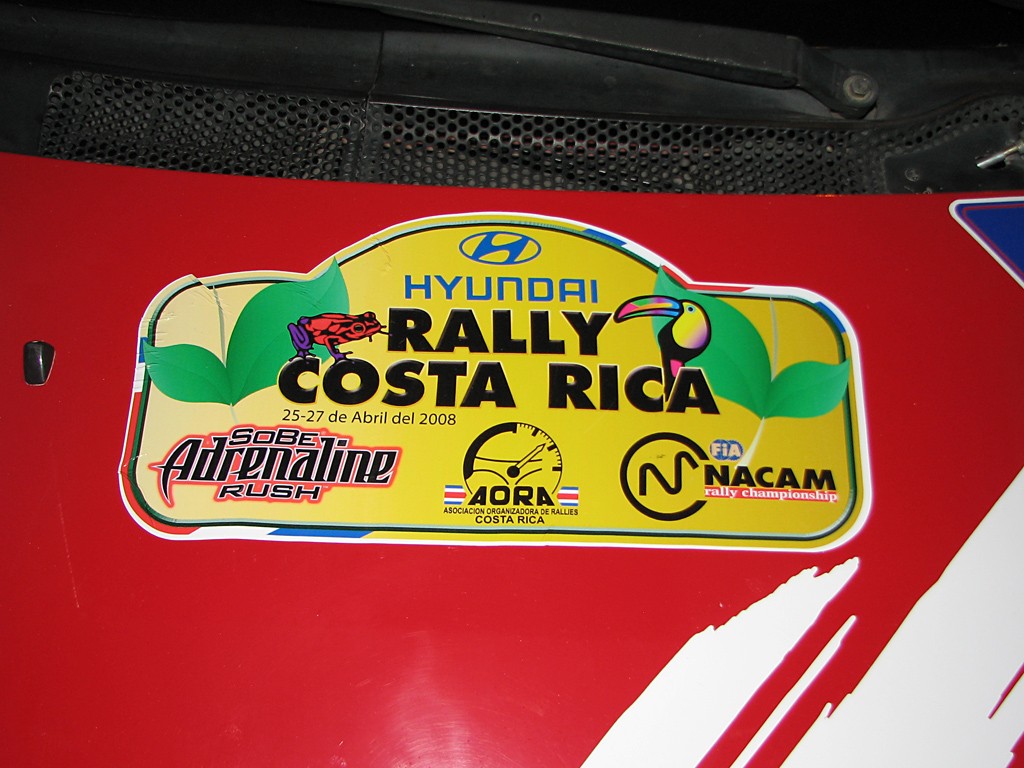 HYUNDAI
RALLY
COSTA RICA
25-27 de Abril del 2008
SoBe
Adrenaline
RUSH
AORA
ASOCIACION ORGANIZADORA DE RALLIES
COSTA RICA
FiA
NACAM
rally championship